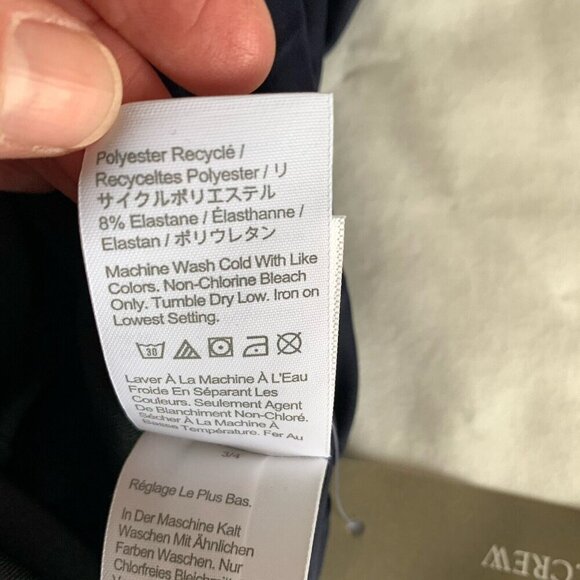 Polyester Recyclé /
Recyceltes Polyester / リ
サイクルポリエステル
8% Elastane / Élasthanne /
Elastan / ポリウレタン
Machine Wash Cold With Like
Colors. Non-Chlorine Bleach
Only. Tumble Dry Low. Iron on
Lowest Setting.
30
Laver À La Machine À L'Eau
Froide En Séparant Les
Couleurs. Seulement Agent
De Blanchiment Non-Chloré.
Sécher À La Machine À
Basse Température. Fer Au
3/4
Réglage Le Plus Bas.
In Der Maschine Kalt
Waschen Mit Ähnlichen
Farben Waschen. Nur
Chlorfreies Bleichmittel
CREW